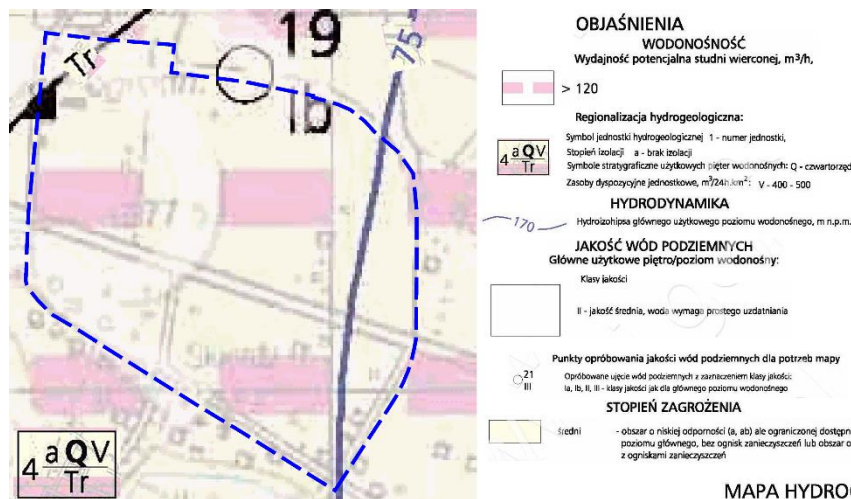 Tr
19
Ib
75
4 a Q V
Tr
OBJAŚNIENIA
WODONOŚNOŚĆ
Wydajność potencjalna studni wierconej, m³/h,
> 120
Regionalizacja hydrogeologiczna:
4 a Q V
Tr
Symbol jednostki hydrogeologicznej 1 - numer jednostki,
Stopień izolacji a - brak izolacji
Symbole stratygraficzne użytkowych pięter wodonośnych: Q - czwartorzęd
Zasoby dyspozycyjne jednostkowe, m³/24h.km²: V - 400 - 500
HYDRODYNAMIKA
170
Hydroizohipsa głównego użytkowego poziomu wodonośnego, m n.p.m.
JAKOŚĆ WÓD PODZIEMNYCH
Główne użytkowe piętro/poziom wodonośny:
Klasy jakości
II - jakość średnia, woda wymaga prostego uzdatniania
Punkty opróbowania jakości wód podziemnych dla potrzeb mapy
21
III
Opróbowane ujęcie wód podziemnych z zaznaczeniem klasy jakości:
Ia, Ib, II, III - klasy jakości jak dla głównego poziomu wodonośnego
STOPIEŃ ZAGROŻENIA
średni - obszar o niskiej odporności (a, ab) ale ograniczonej dostępn
poziomu głównego, bez ognisk zanieczyszczeń lub obszar o
z ogniskami zanieczyszczeń
MAPA HYDRO